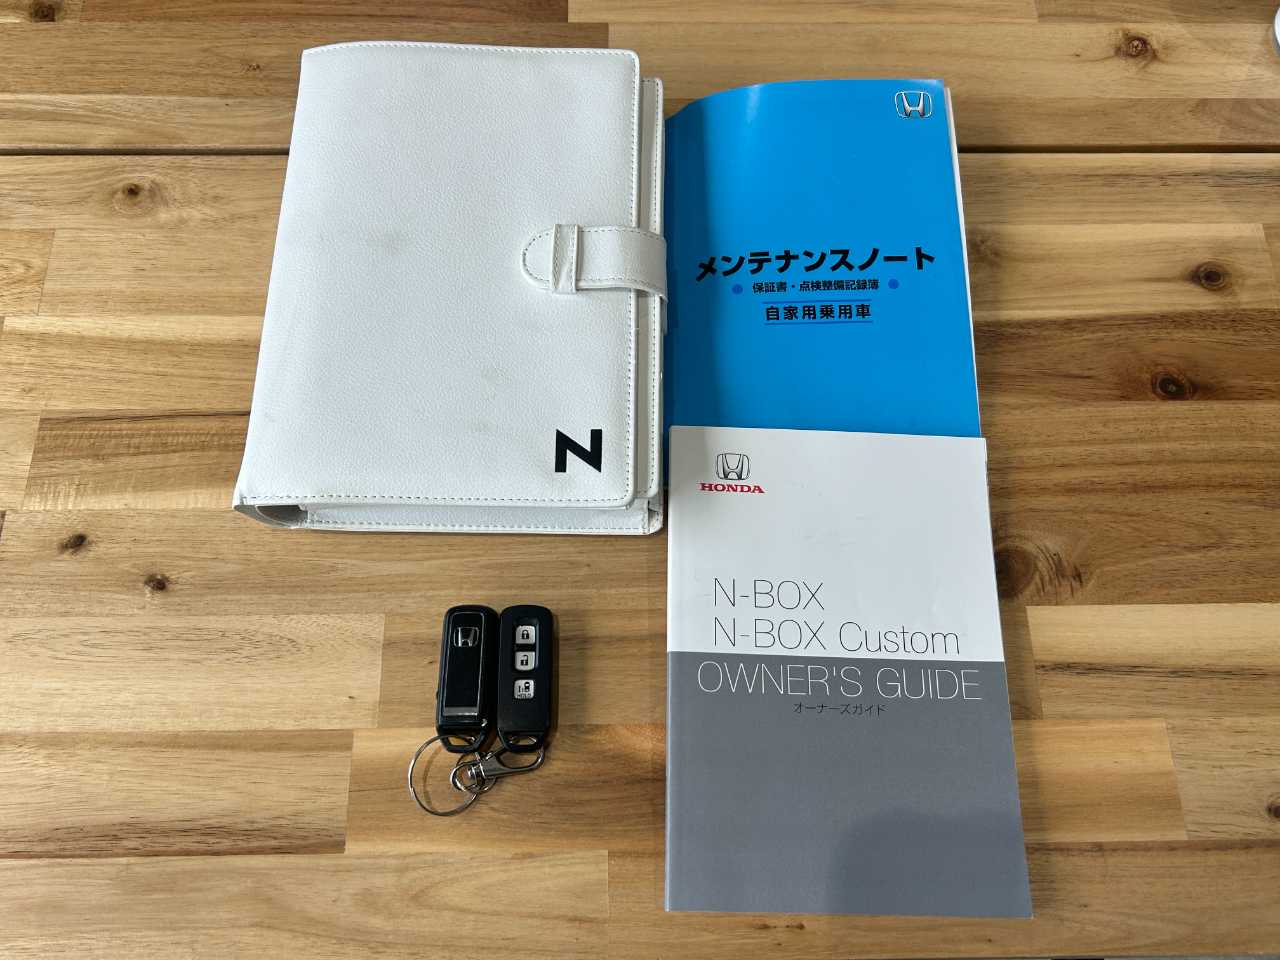 N
メンテナンスノート
保証書・点検整備記録簿
自家用乗用車
HONDA
N-BOX
N-BOX Custom
OWNER'S GUIDE
オーナーズガイド
HOLD